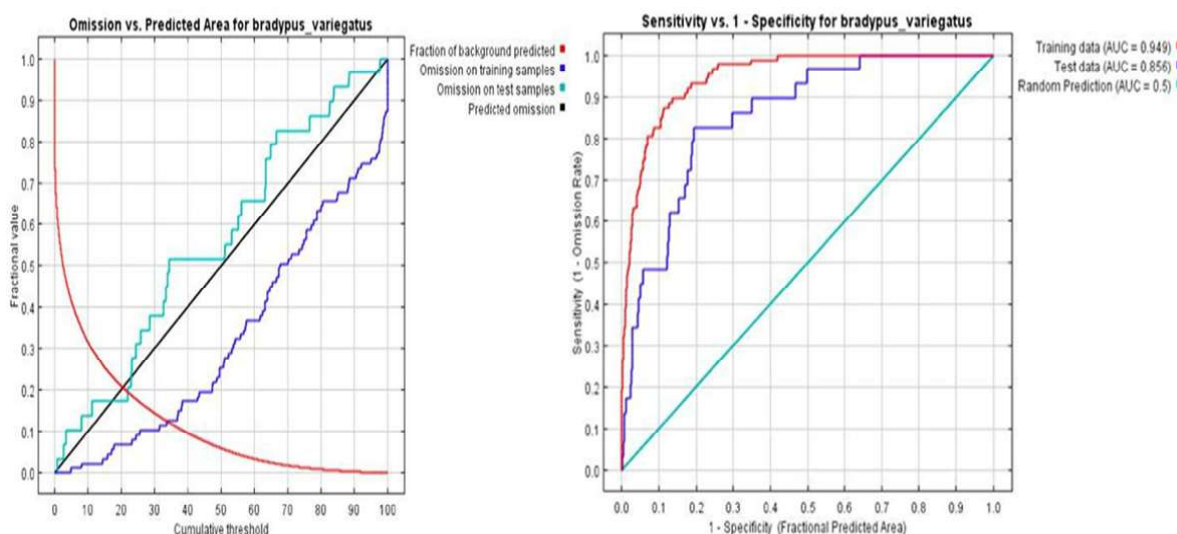 Omission vs. Predicted Area for bradypus_variegatus
Fraction of background predicted
Omission on training samples
Omission on test samples
Predicted omission
1.0
0.9
0.8
0.7
0.6
0.5
0.4
0.3
0.2
0.1
0.0
Fractional value
0 10 20 30 40 50 60 70 80 90 100
Cumulative threshold
Sensitivity vs. 1 - Specificity for bradypus_variegatus
Training data (AUC = 0.949)
Test data (AUC = 0.856)
Random Prediction (AUC = 0.5)
1.0
0.9
0.8
0.7
0.6
0.5
0.4
0.3
0.2
0.1
0.0
Sensitivity (1 - Omission Rate)
0.0 0.1 0.2 0.3 0.4 0.5 0.6 0.7 0.8 0.9 1.0
1 - Specificity (Fractional Predicted Area)